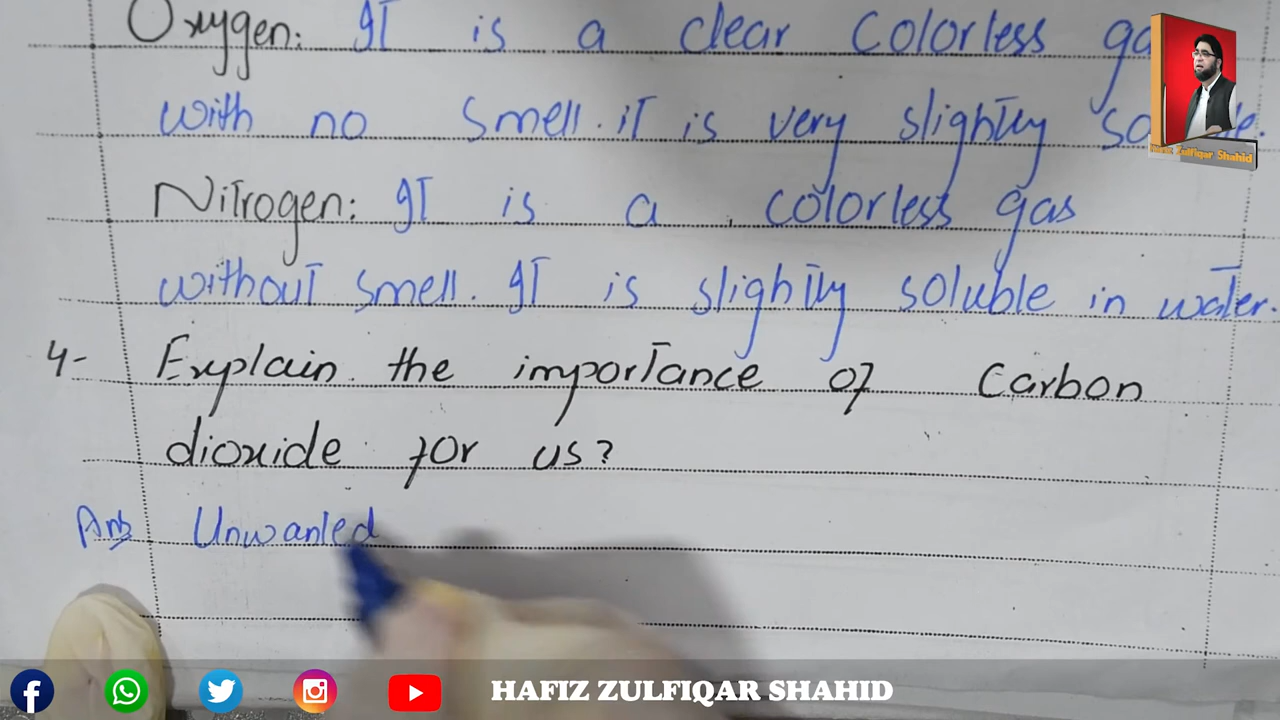 Oxygen: It is a clear Colorless
with no smell. it is very slightly
Nitrogen: It is a colorless gas
without smell. It is slightly soluble in water.
4- Explain the importance of Carbon
dioxide for us?
Ans Unwanted
Zulfiqar Shahid
HAFIZ ZULFIQAR SHAHID